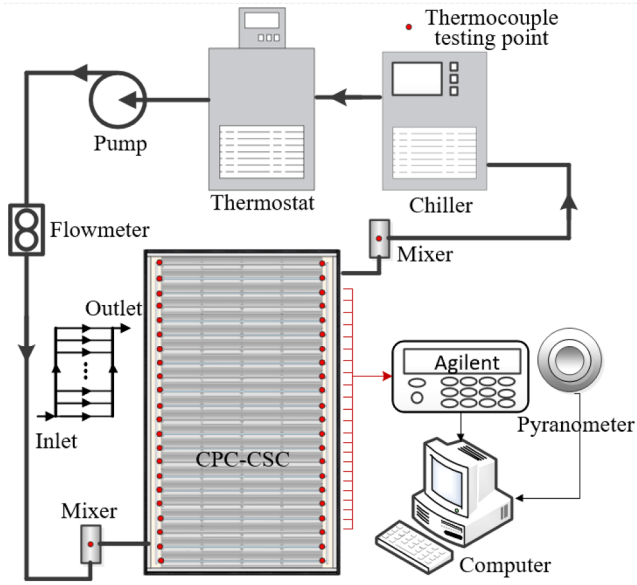 Thermocouple
testing point
Pump
Thermostat
Chiller
Flowmeter
Mixer
Outlet
Agilent
Inlet
Pyranometer
CPC-CSC
Mixer
Computer